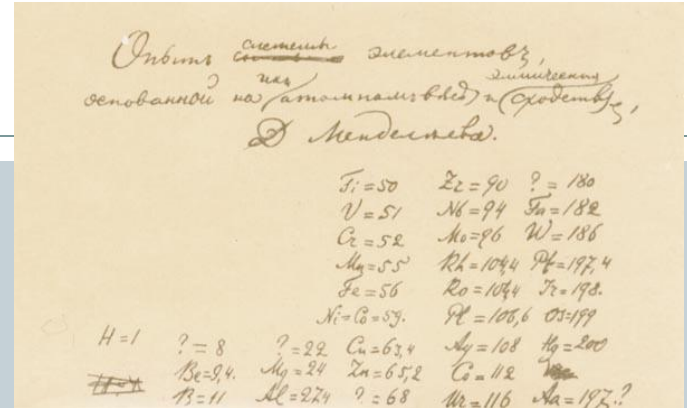 Опытъ системы элементовъ,
основанной на ихъ атомномъ вѣсѣ и химическомъ сходствѣ,
Д Менделѣева.
Ti=50 Zr=90 ?=180
V=51 Nb=94 Ta=182
Cr=52 Mo=96 W=186
Mn=55 Rh=104,4 Pt=197,4
Fe=56 Ro=104,4 Ir=198.
Ni=Co=59. Pl=106,6 Os=199
H=1 ?=8 ?=22 Cu=63,4 Ag=108 Hg=200
Be=9,4. Mg=24 Zn=65,2 Cd=112
B=11 Al=27,4 ?=68 Ur=116 Au=197?